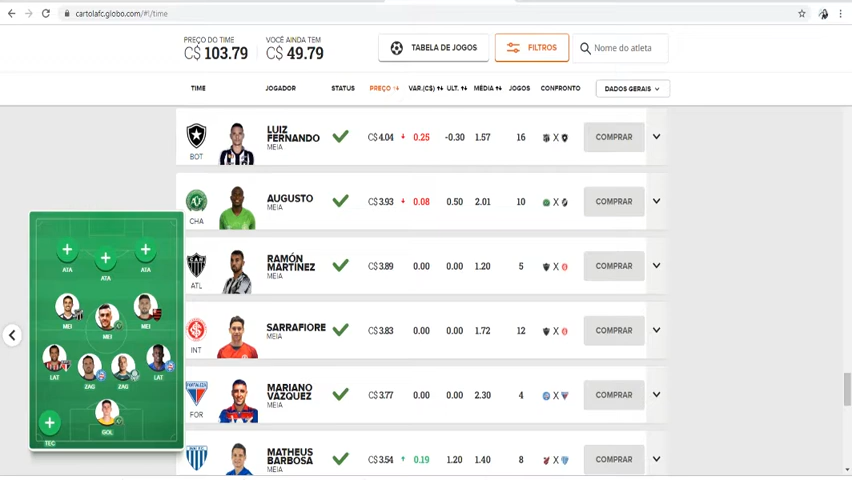 cartolafc.globo.com/#!/time
PREÇO DO TIME
C$ 103.79
VOCÊ AINDA TEM
C$ 49.79
TABELA DE JOGOS
FILTROS
Nome do atleta
TIME JOGADOR STATUS PREÇO VAR.(C$) ULT. MÉDIA JOGOS CONFRONTO DADOS GERAIS
BOT LUIZ FERNANDO MEIA C$4.04 0.25 -0.30 1.57 16 X COMPRAR
CHA AUGUSTO MEIA C$3.93 0.08 0.50 2.01 10 X COMPRAR
ATL RAMÓN MARTÍNEZ MEIA C$3.89 0.00 0.00 1.20 5 X COMPRAR
INT SARRAFIORE MEIA C$3.83 0.00 0.00 1.72 12 X COMPRAR
FOR MARIANO VÁZQUEZ MEIA C$3.77 0.00 0.00 2.30 4 X COMPRAR
MATHEUS BARBOSA MEIA C$3.54 0.19 1.20 1.40 8 X COMPRAR
ATA ATA ATA
MEI MEI MEI
LAT ZAG ZAG LAT
GOL
TEC